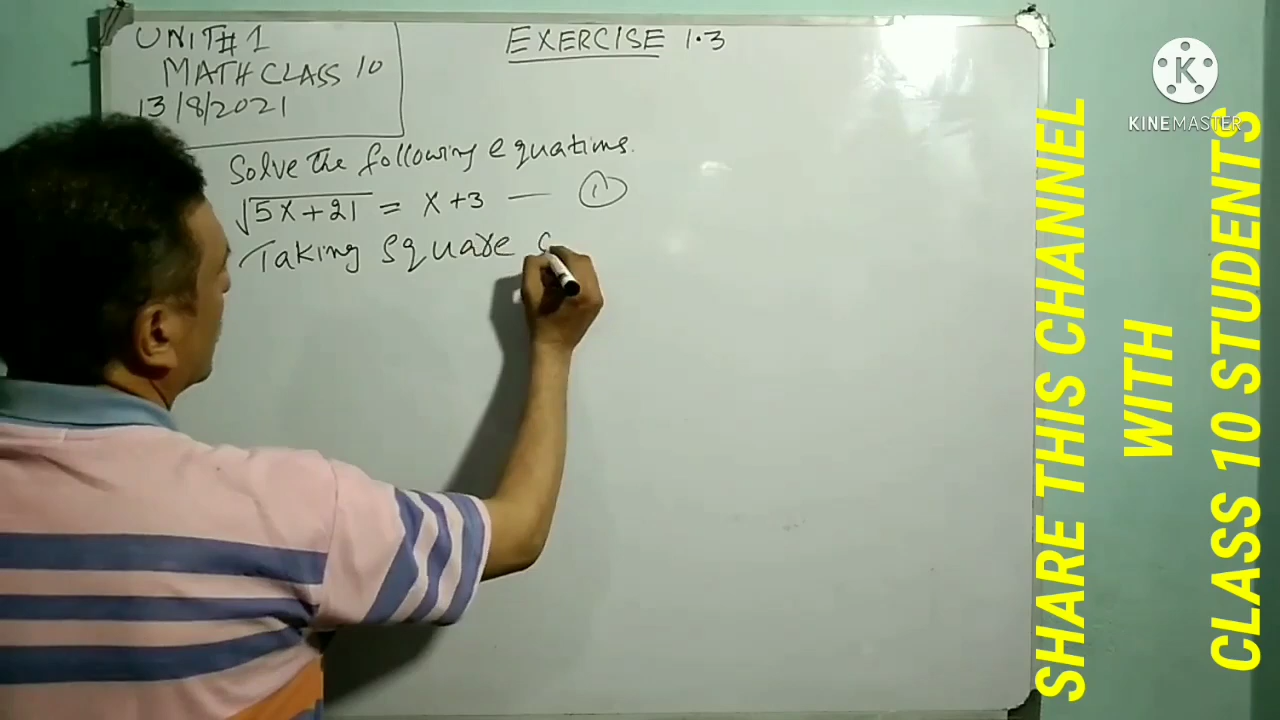 UNIT#1
MATH CLASS 10
13/8/2021
EXERCISE 1.3
Solve the following equations.
√5x+21 = x+3 — (1)
Taking square
K
KINEMASTER
SHARE THIS CHANNEL
WITH
CLASS 10 STUDENTS